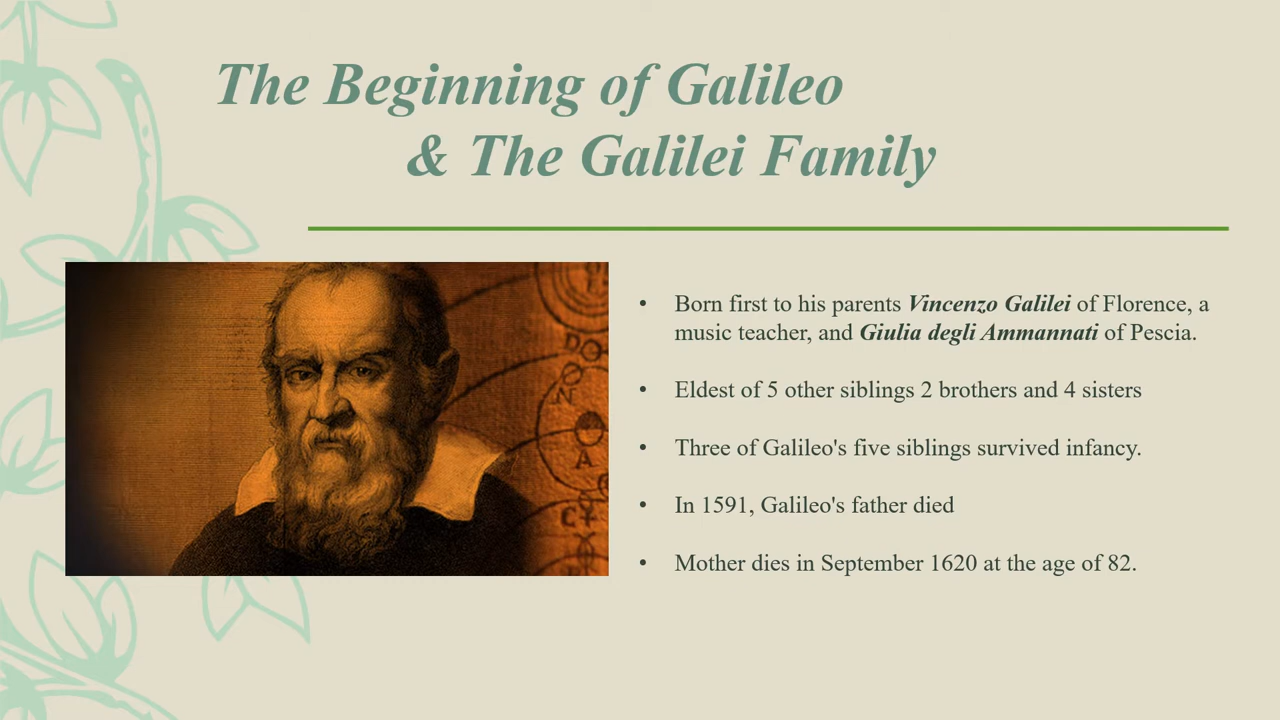 The Beginning of Galileo
& The Galilei Family
• Born first to his parents Vincenzo Galilei of Florence, a
music teacher, and Giulia degli Ammannati of Pescia.
• Eldest of 5 other siblings 2 brothers and 4 sisters
• Three of Galileo's five siblings survived infancy.
• In 1591, Galileo's father died
• Mother dies in September 1620 at the age of 82.